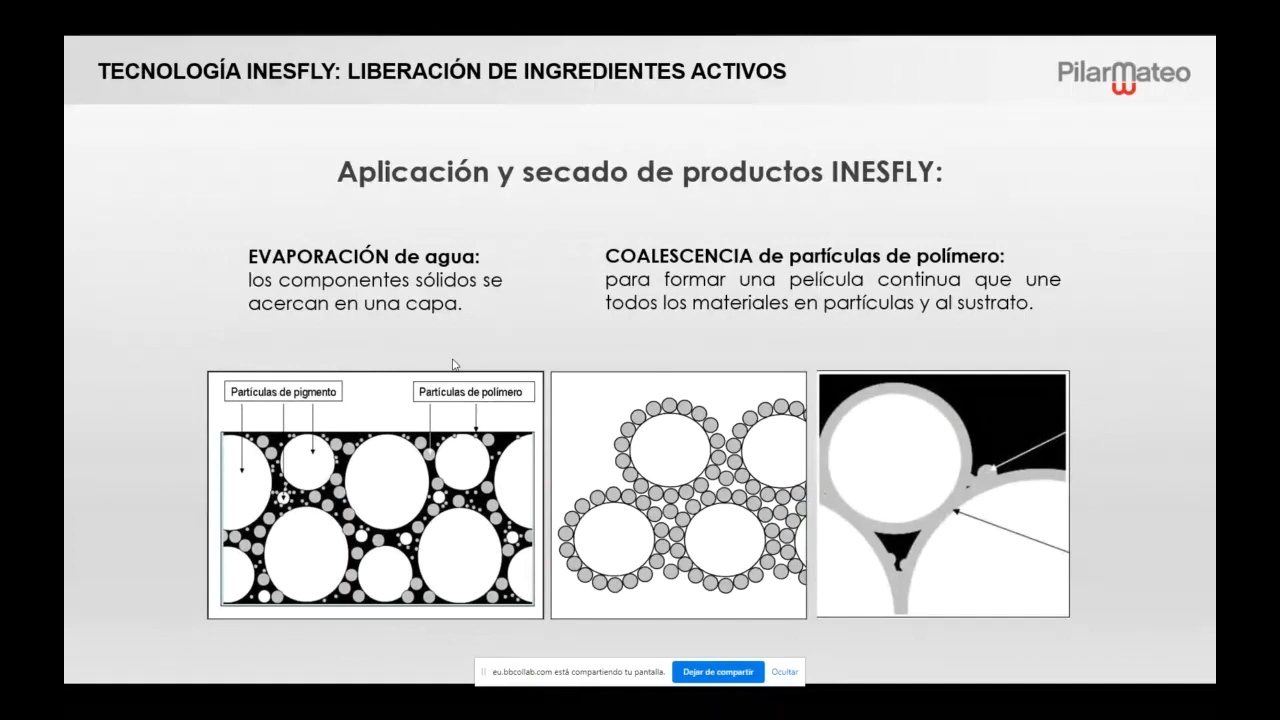 TECNOLOGÍA INESFLY: LIBERACIÓN DE INGREDIENTES ACTIVOS
PilarMateo
Aplicación y secado de productos INESFLY:
EVAPORACIÓN de agua:
los componentes sólidos se
acercan en una capa.
COALESCENCIA de partículas de polímero:
para formar una película continua que une
todos los materiales en partículas y al sustrato.
Partículas de pigmento
Partículas de polímero
eu.bbcollab.com está compartiendo tu pantalla.
Dejar de compartir
Ocultar